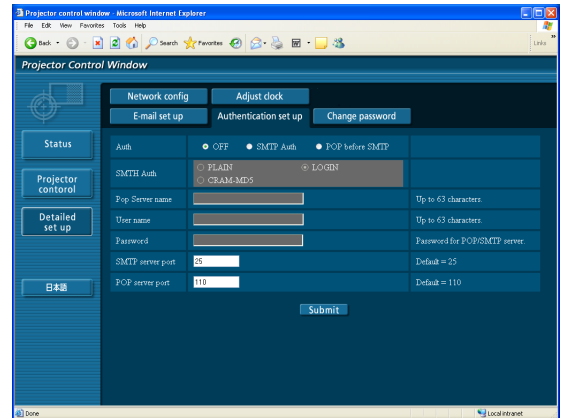 Projector control window - Microsoft Internet Explorer
File Edit View Favorites Tools Help
Back Search Favorites Links
Projector Control Window
Network config Adjust clock
E-mail set up Authentication set up Change password
Status
Projector
contorol
Detailed
set up
日本語
Auth OFF SMTP Auth POP before SMTP
SMTH Auth PLAIN LOGIN
CRAM-MD5
Pop Server name Up to 63 characters
User name Up to 63 characters
Password Password for POP/SMTP server.
SMTP server port 25 Default = 25
POP server port 110 Default = 110
Submit
Done Local intranet